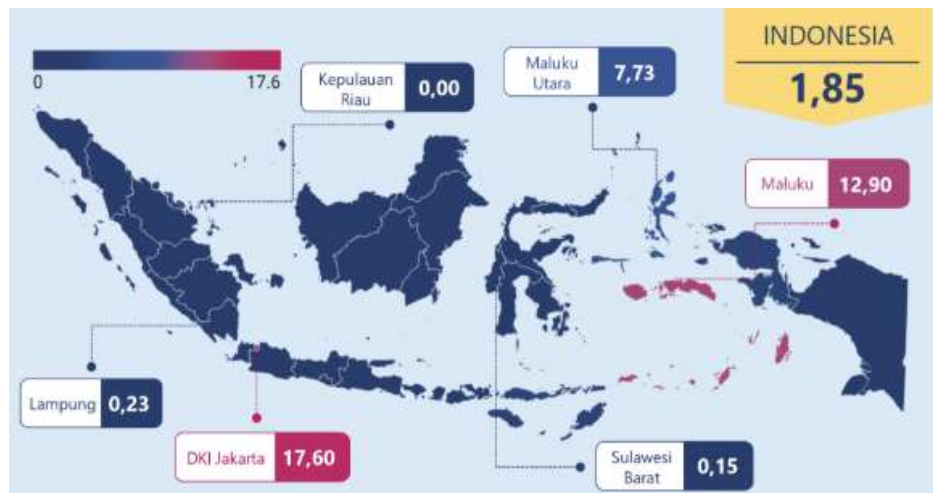 INDONESIA
1,85
0
17.6
Kepulauan
Riau
0,00
Maluku
Utara
7,73
Maluku
12,90
Lampung
0,23
DKI Jakarta
17,60
Sulawesi
Barat
0,15